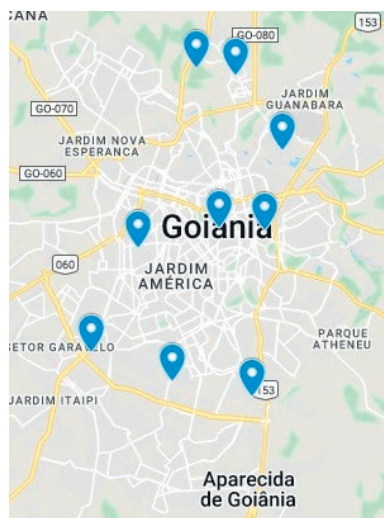 CANA
153
GO-080
JARDIM
GUANABARA
GO-070
JARDIM NOVA
ESPERANCA
GO-060
Goiânia
060
JARDIM
AMÉRICA
PARQUE
ATHENEU
SETOR GARAVELO
153
JARDIM ITAIPI
Aparecida
de Goiânia